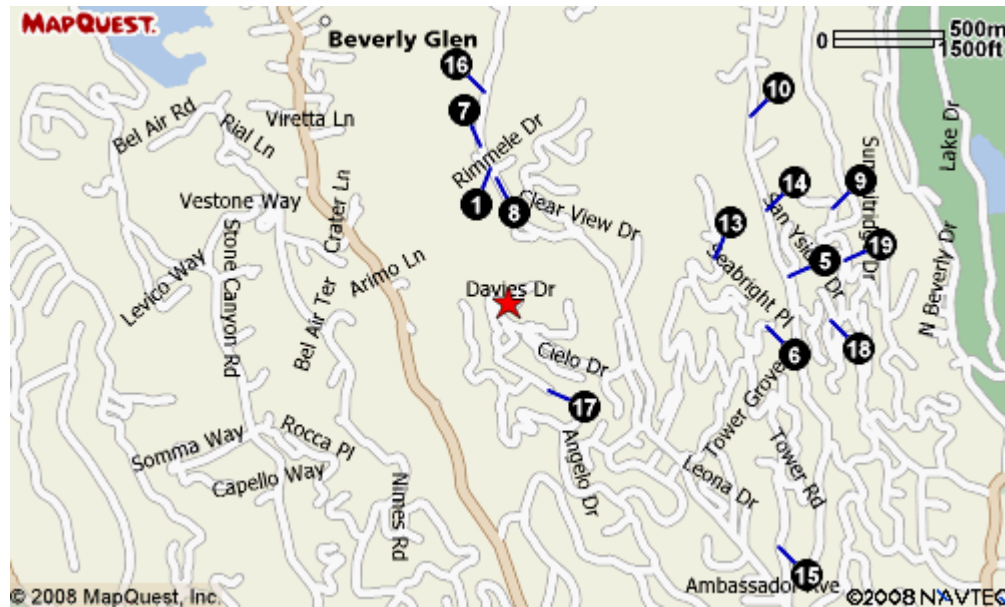 MAPQUEST.
0 500m
1500ft
Beverly Glen
16
10
7
Viretta Ln
Bel Air Rd
Rial Ln
Rimmele Dr
Lake Dr
14
9
Vestone Way
1
8
Clear View Dr
13
San Ysidro Dr
Sunnyitridge Dr
Crater Ln
Stone Canyon Rd
19
5
Levico Way
Arimo Ln
Seabright Pl
N Beverly Dr
Davies Dr
Bel Air Ter
Cielo Dr
6
18
17
Tower Grove
Somma Way
Rocca Pl
Angelo Dr
Leona Dr
Tower Rd
Capello Way
Nimes Rd
15
Ambassador Ave
© 2008 MapQuest, Inc.
©2008 NAVTEQ